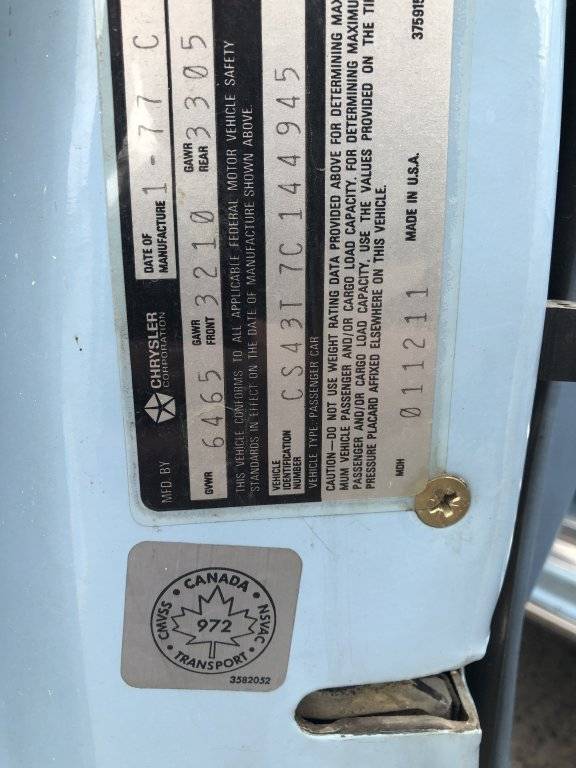 MFD. BY CHRYSLER CORPORATION DATE OF MANUFACTURE 1-77 C
GVWR 6465 GAWR FRONT 3210 GAWR REAR 3305
THIS VEHICLE CONFORMS TO ALL APPLICABLE FEDERAL MOTOR VEHICLE SAFETY
STANDARDS IN EFFECT ON THE DATE OF MANUFACTURE SHOWN ABOVE.
VEHICLE IDENTIFICATION NUMBER CS43T7C144945
VEHICLE TYPE: PASSENGER CAR
CAUTION—DO NOT USE WEIGHT RATING DATA PROVIDED ABOVE FOR DETERMINING MAX
MUM VEHICLE PASSENGER AND/OR CARGO LOAD CAPACITY. FOR DETERMINING MAXIMU
PASSENGER AND/OR CARGO LOAD CAPACITY, USE THE VALUES PROVIDED ON THE TI
PRESSURE PLACARD AFFIXED ELSEWHERE ON THIS VEHICLE.
MDH 011211 MADE IN U.S.A. 375915
CANADA
CMVSS 972 NSVAC
TRANSPORT
3582052